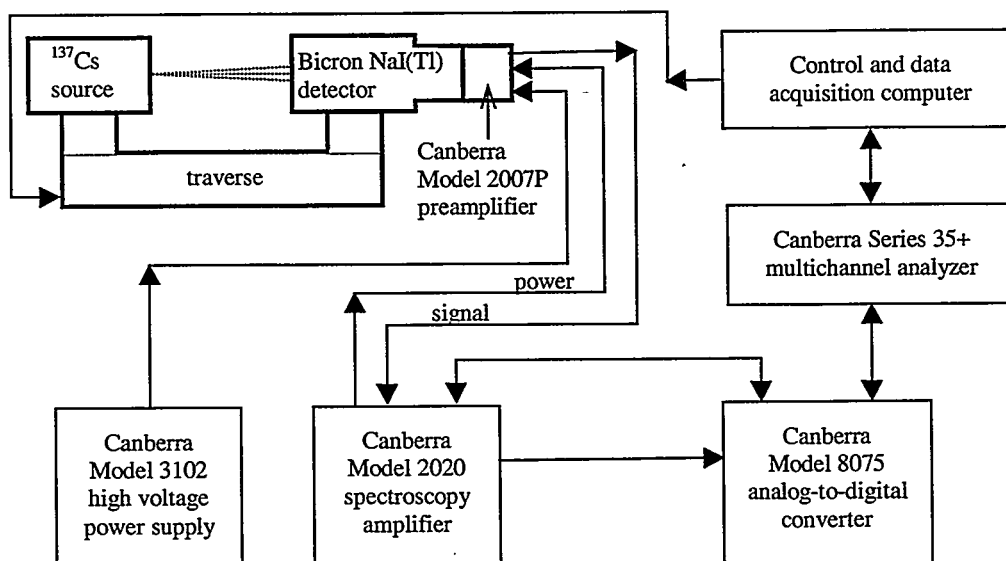 ¹³⁷Cs
source
Bicron NaI(Tl)
detector
Control and data
acquisition computer
traverse
Canberra
Model 2007P
preamplifier
Canberra Series 35+
multichannel analyzer
power
signal
Canberra
Model 3102
high voltage
power supply
Canberra
Model 2020
spectroscopy
amplifier
Canberra
Model 8075
analog-to-digital
converter